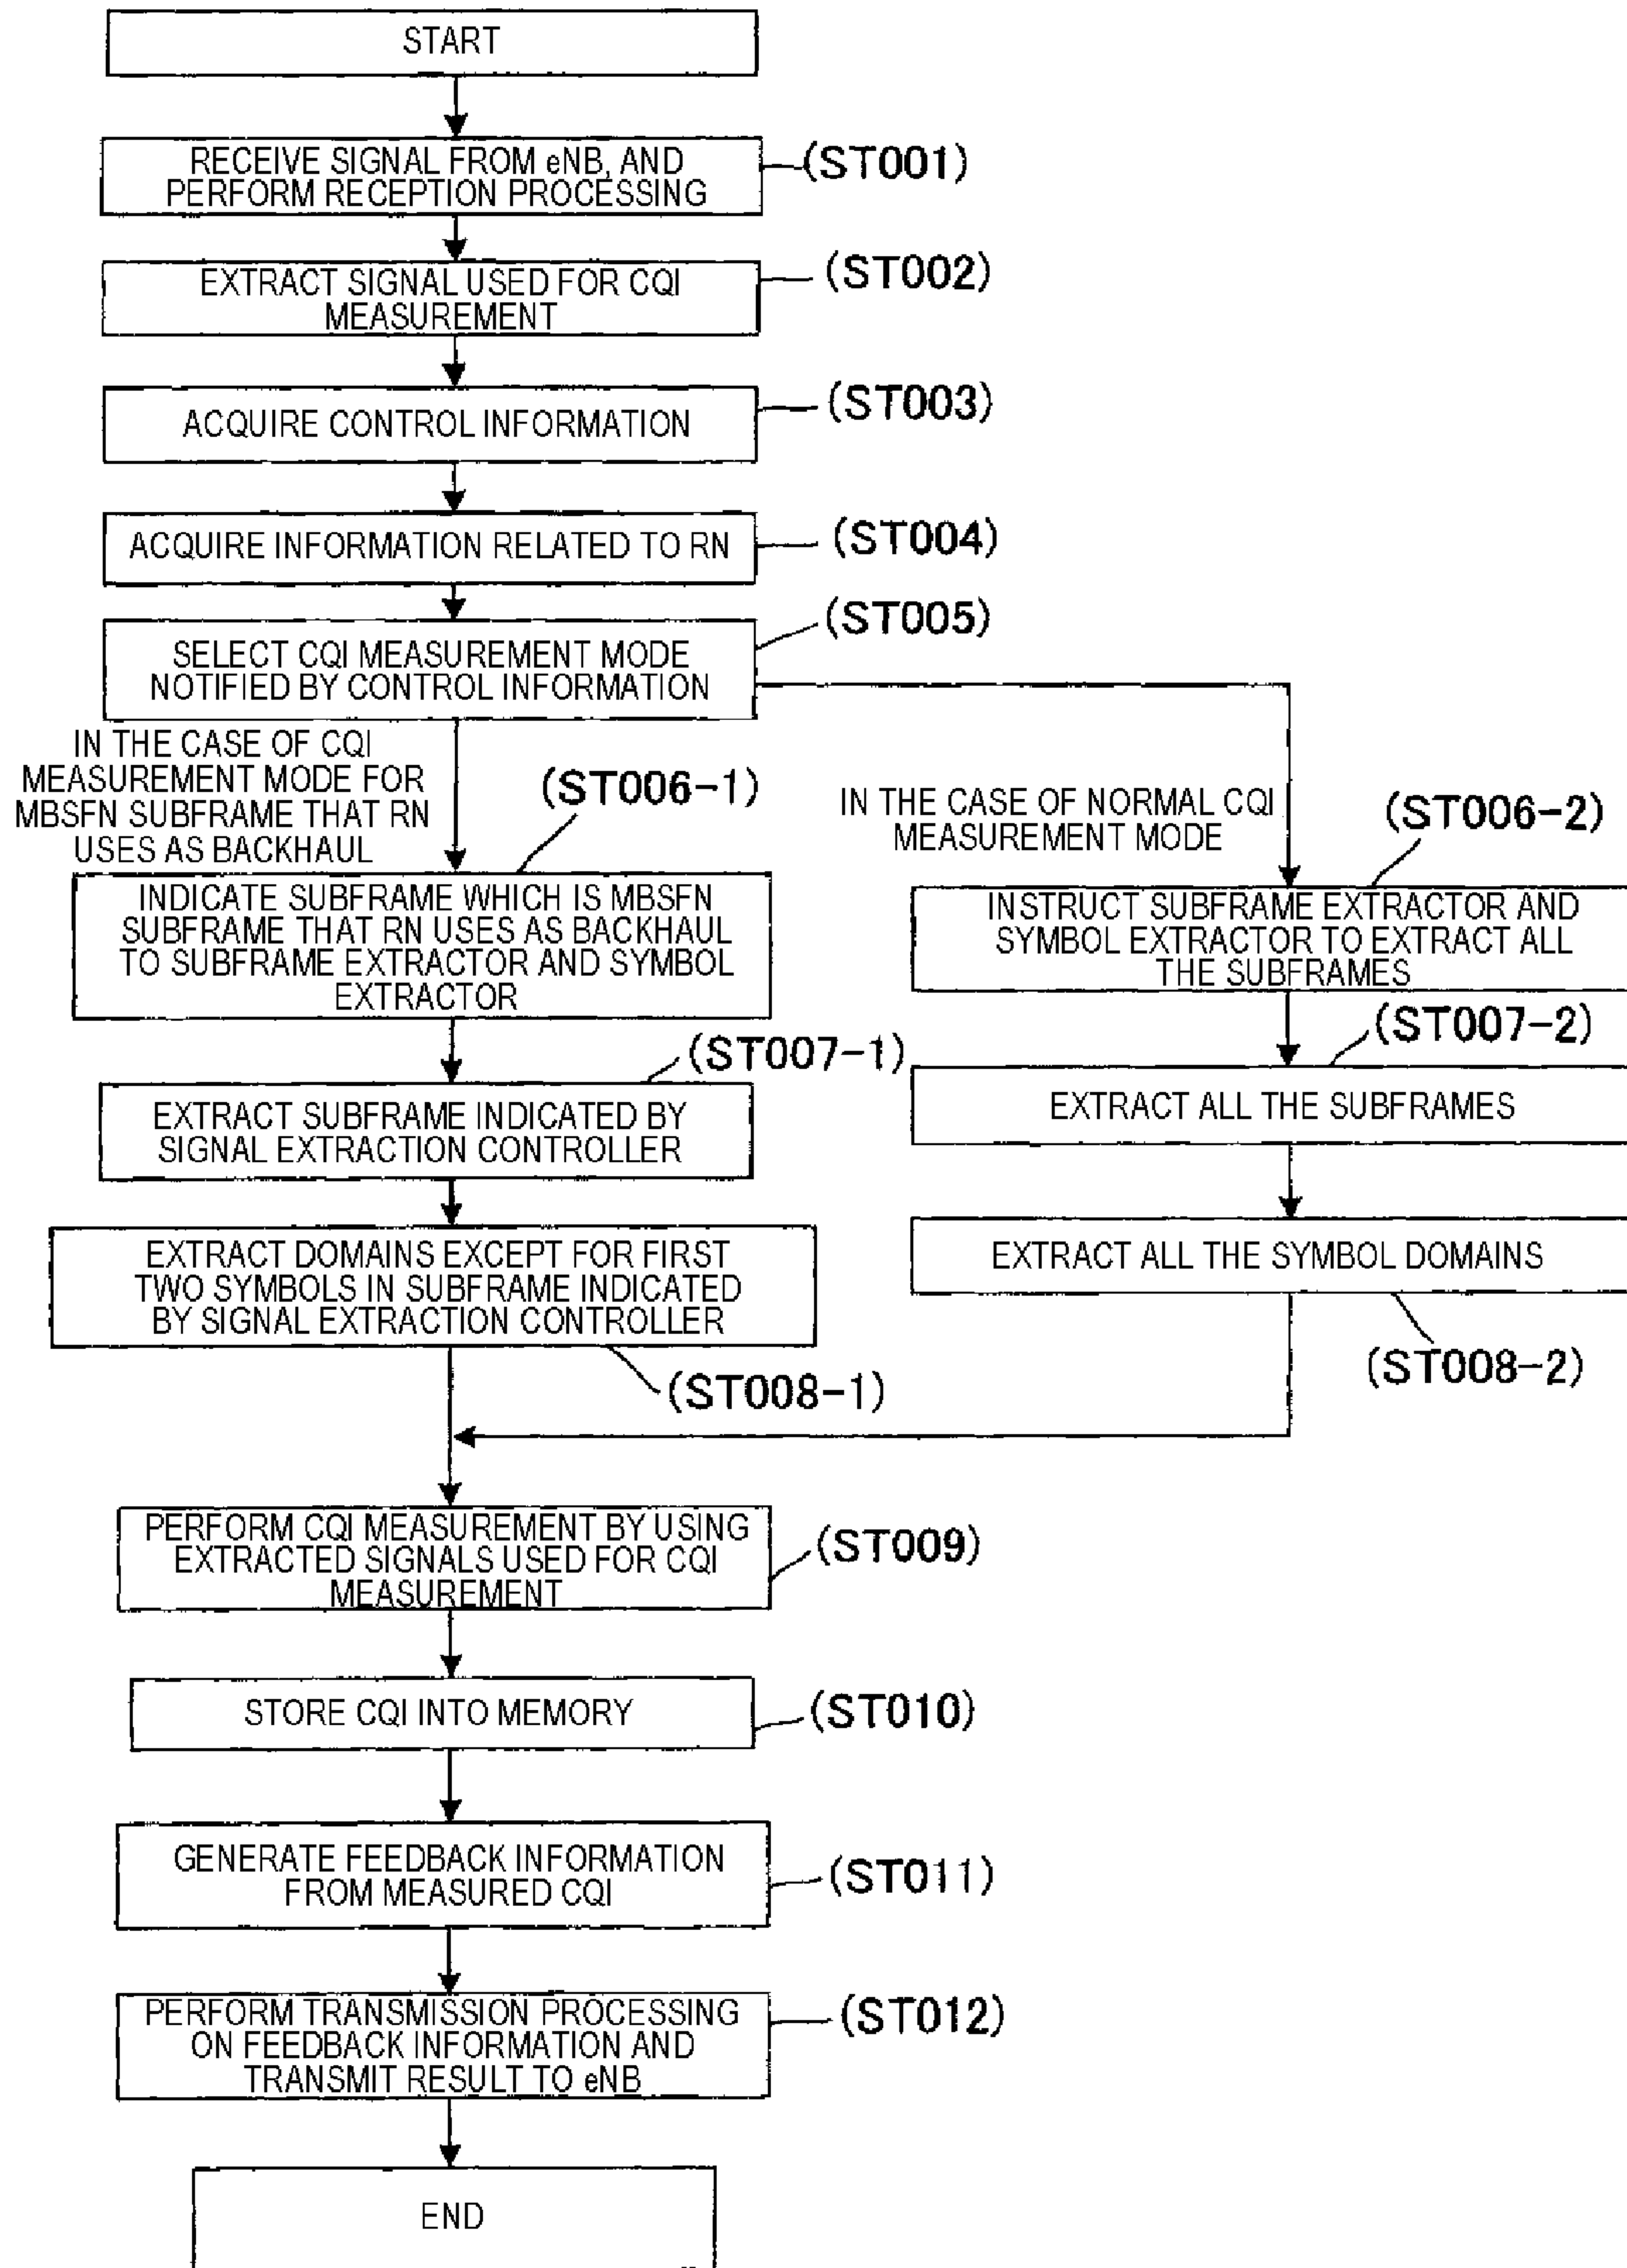 START
RECEIVE SIGNAL FROM eNB, AND
PERFORM RECEPTION PROCESSING
(ST001)
EXTRACT SIGNAL USED FOR CQI
MEASUREMENT
(ST002)
ACQUIRE CONTROL INFORMATION
(ST003)
ACQUIRE INFORMATION RELATED TO RN
(ST004)
SELECT CQI MEASUREMENT MODE
NOTIFIED BY CONTROL INFORMATION
(ST005)
IN THE CASE OF CQI
MEASUREMENT MODE FOR
MBSFN SUBFRAME THAT RN
USES AS BACKHAUL
(ST006-1)
INDICATE SUBFRAME WHICH IS MBSFN
SUBFRAME THAT RN USES AS BACKHAUL
TO SUBFRAME EXTRACTOR AND SYMBOL
EXTRACTOR
(ST007-1)
EXTRACT SUBFRAME INDICATED BY
SIGNAL EXTRACTION CONTROLLER
EXTRACT DOMAINS EXCEPT FOR FIRST
TWO SYMBOLS IN SUBFRAME INDICATED
BY SIGNAL EXTRACTION CONTROLLER
(ST008-1)
IN THE CASE OF NORMAL CQI
MEASUREMENT MODE
(ST006-2)
INSTRUCT SUBFRAME EXTRACTOR AND
SYMBOL EXTRACTOR TO EXTRACT ALL
THE SUBFRAMES
(ST007-2)
EXTRACT ALL THE SUBFRAMES
EXTRACT ALL THE SYMBOL DOMAINS
(ST008-2)
PERFORM CQI MEASUREMENT BY USING
EXTRACTED SIGNALS USED FOR CQI
MEASUREMENT
(ST009)
STORE CQI INTO MEMORY
(ST010)
GENERATE FEEDBACK INFORMATION
FROM MEASURED CQI
(ST011)
PERFORM TRANSMISSION PROCESSING
ON FEEDBACK INFORMATION AND
TRANSMIT RESULT TO eNB
(ST012)
END